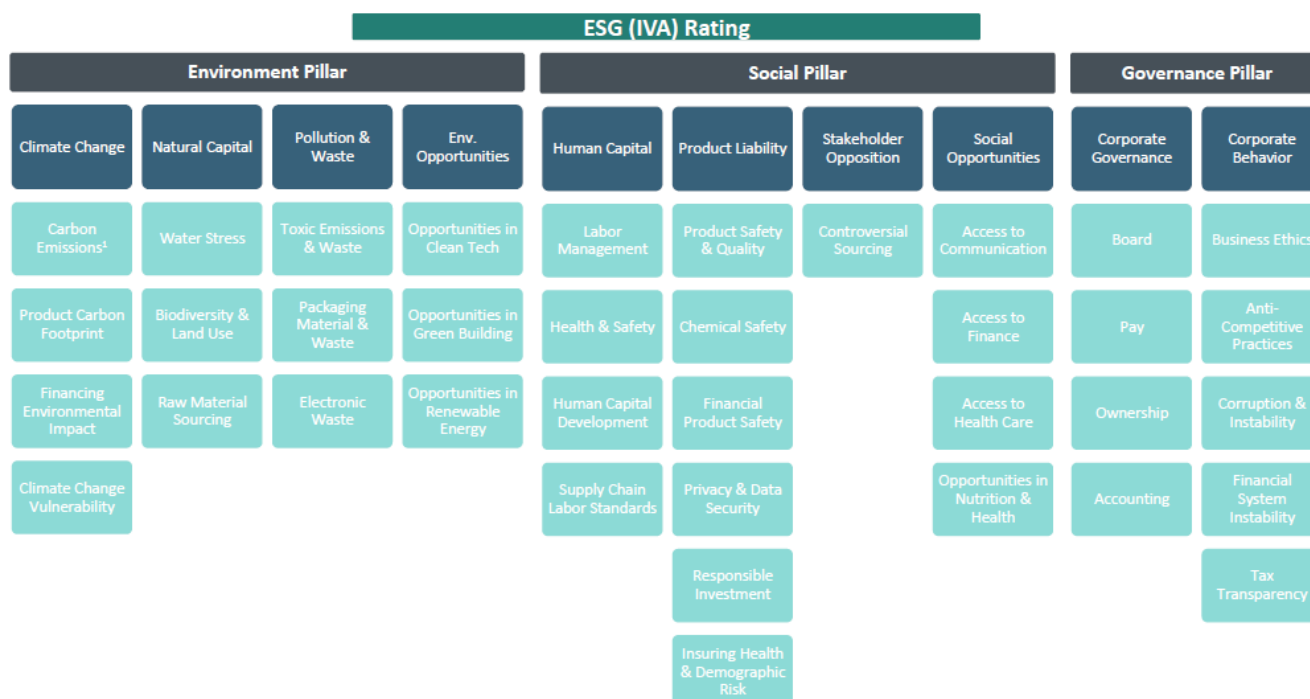 ESG (IVA) Rating
Environment Pillar
Social Pillar
Governance Pillar
Climate Change
Natural Capital
Pollution &
Waste
Env.
Opportunities
Human Capital
Product Liability
Stakeholder
Opposition
Social
Opportunities
Corporate
Governance
Corporate
Behavior
Carbon
Emissions¹
Water Stress
Toxic Emissions
& Waste
Opportunities in
Clean Tech
Labor
Management
Product Safety
& Quality
Controversial
Sourcing
Access to
Communication
Board
Business Ethics
Product Carbon
Footprint
Biodiversity &
Land Use
Packaging
Material &
Waste
Opportunities in
Green Building
Health & Safety
Chemical Safety
Access to
Finance
Pay
Anti-
Competitive
Practices
Financing
Environmental
Impact
Raw Material
Sourcing
Electronic
Waste
Opportunities in
Renewable
Energy
Human Capital
Development
Financial
Product Safety
Access to
Health Care
Ownership
Corruption &
Instability
Climate Change
Vulnerability
Supply Chain
Labor Standards
Privacy & Data
Security
Opportunities in
Nutrition &
Health
Accounting
Financial
System
Instability
Responsible
Investment
Tax
Transparency
Insuring Health
& Demographic
Risk